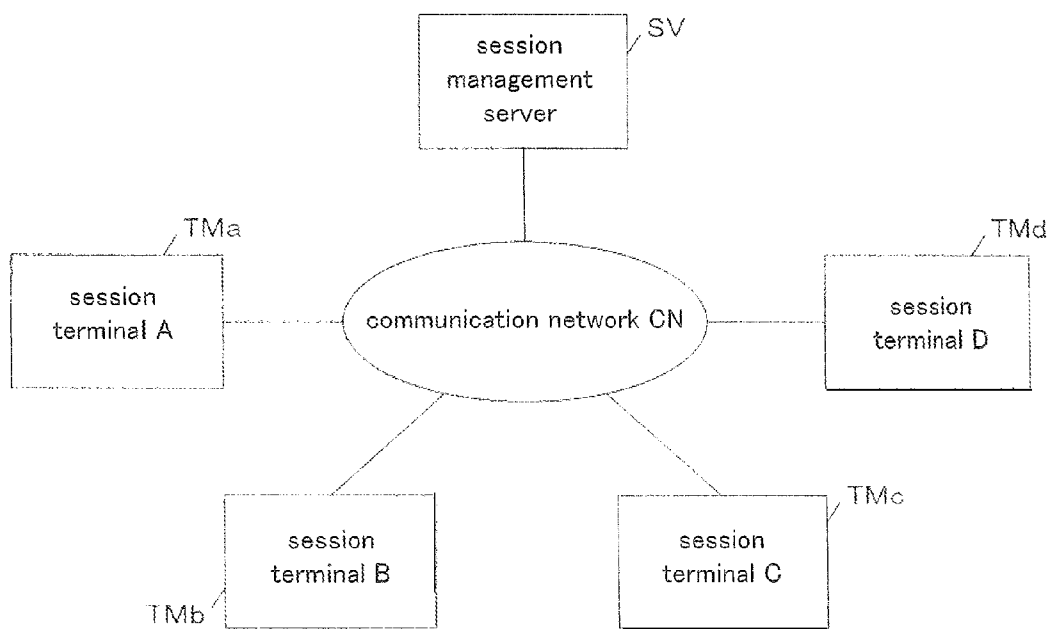 SV
session
management
server
TMa
session
terminal A
communication network CN
TMd
session
terminal D
session
terminal B
TMb
TMc
session
terminal C